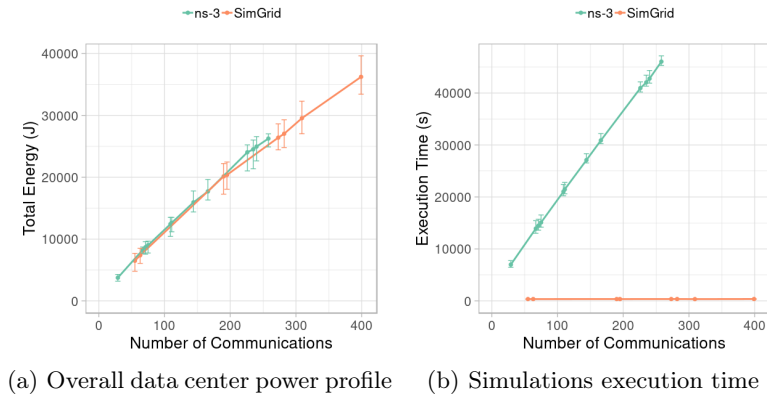 ns-3 SimGrid
40000
30000
20000
10000
0
Total Energy (J)
0 100 200 300 400
Number of Communications
(a) Overall data center power profile
ns-3 SimGrid
40000
30000
20000
10000
0
Execution Time (s)
0 100 200 300 400
Number of Communications
(b) Simulations execution time